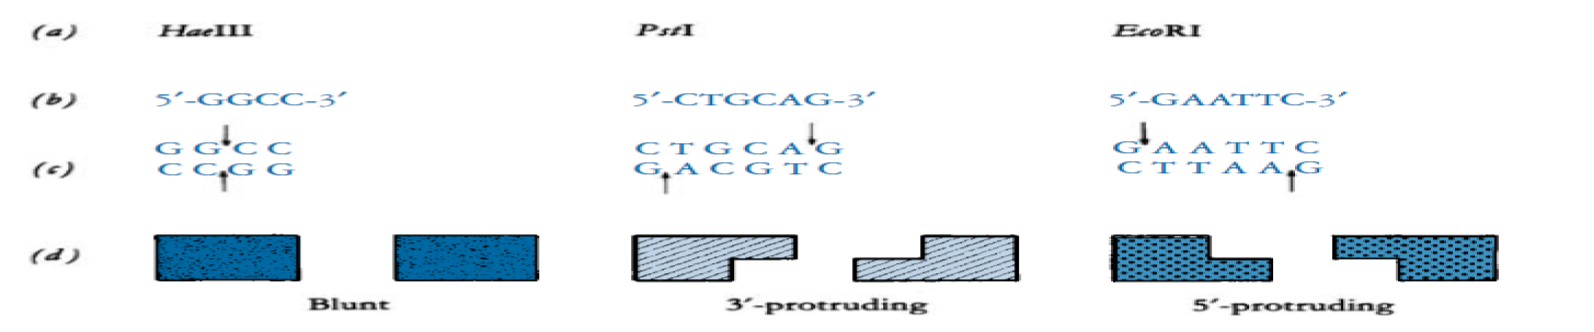 (a) HaeIII PstI EcoRI
(b) 5′-GGCC-3′ 5′-CTGCAG-3′ 5′-GAATTC-3′
G G C C C T G C A G G A A T T C
(c) C C G G G A C G T C C T T A A G
(d)
Blunt 3′-protruding 5′-protruding